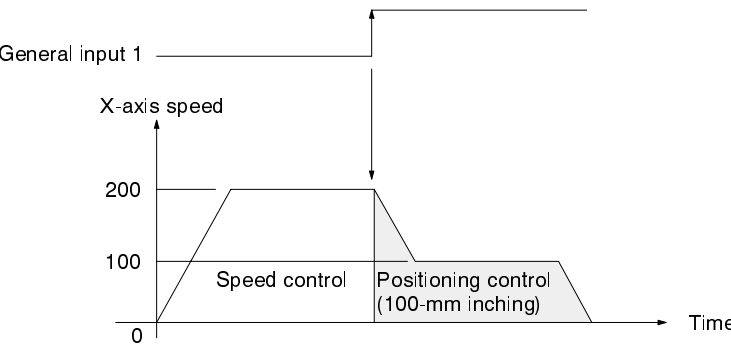 General input 1
X-axis speed
200
100
Speed control
Positioning control
(100-mm inching)
0
Time